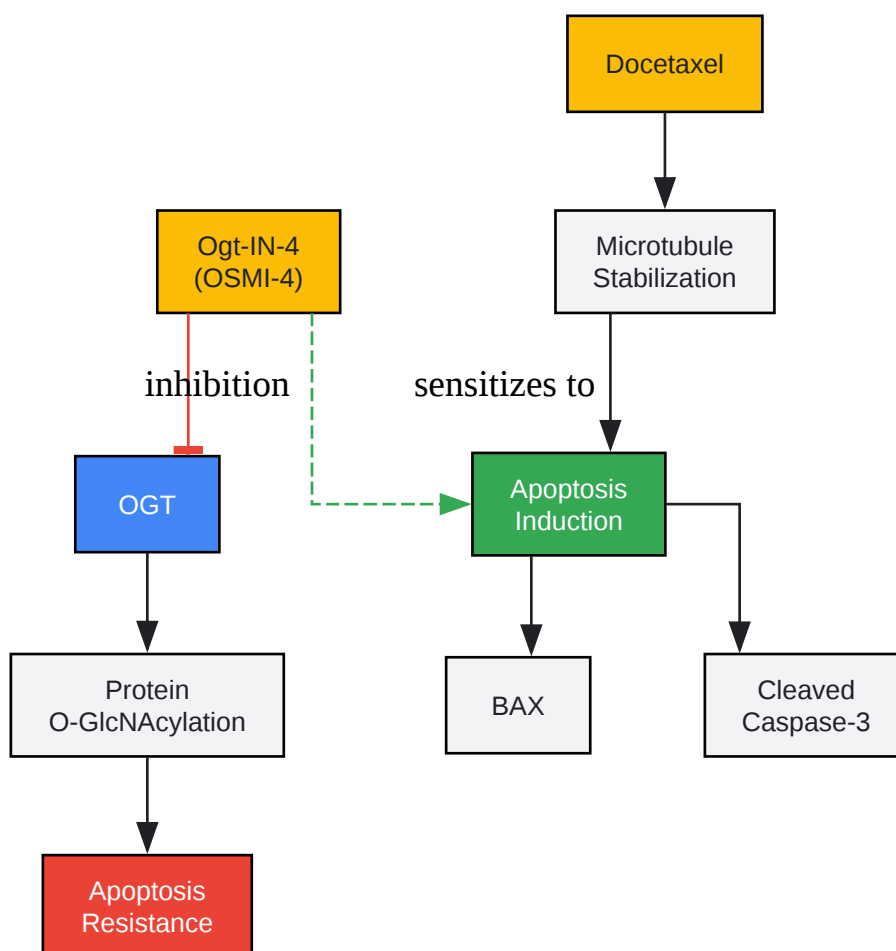 Docetaxel
Ogt-IN-4
(OSMI-4)
Microtubule
Stabilization
inhibition
sensitizes to
OGT
Apoptosis
Induction
Protein
O-GlcNAcylation
BAX
Cleaved
Caspase-3
Apoptosis
Resistance